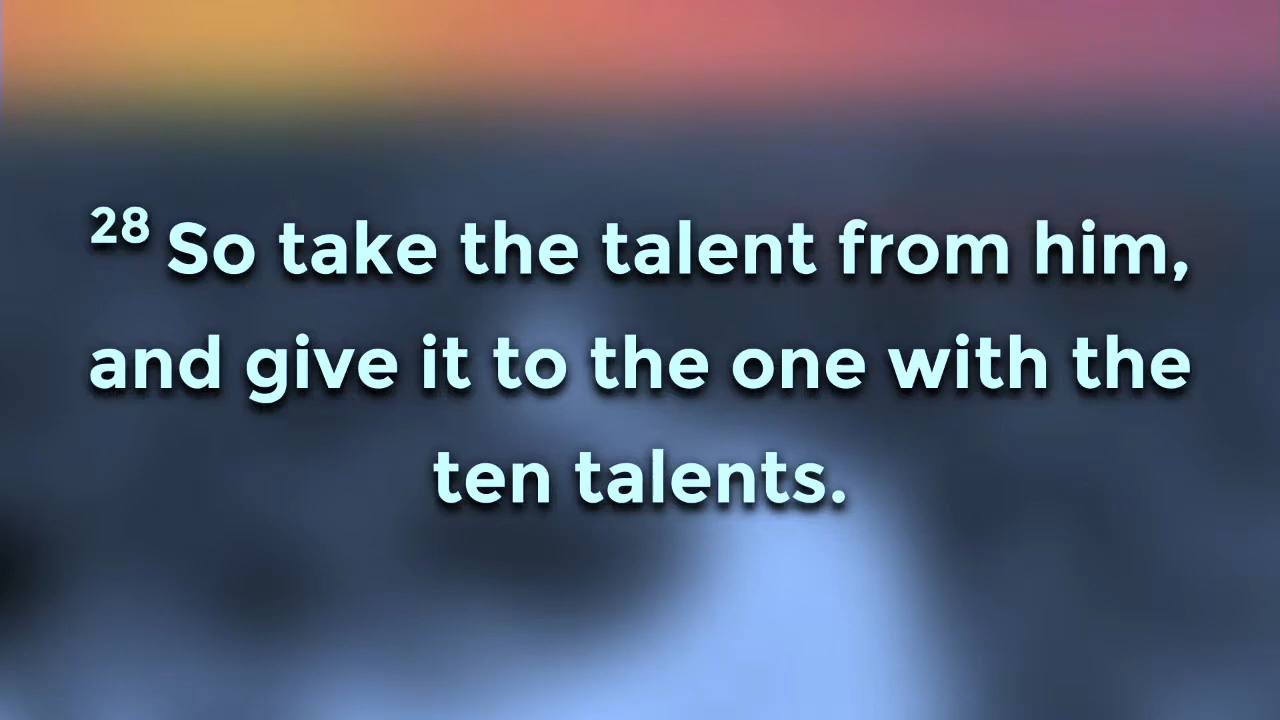 28 So take the talent from him,
and give it to the one with the
ten talents.